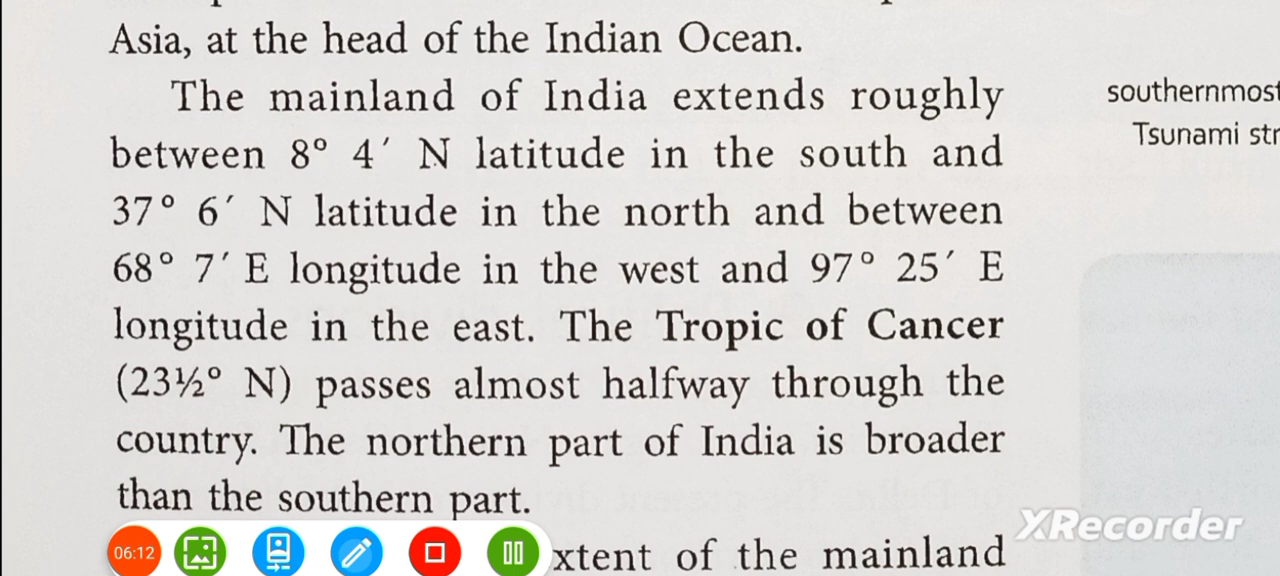 Asia, at the head of the Indian Ocean.
The mainland of India extends roughly
between 8° 4′ N latitude in the south and
37° 6′ N latitude in the north and between
68° 7′ E longitude in the west and 97° 25′ E
longitude in the east. The Tropic of Cancer
(23½° N) passes almost halfway through the
country. The northern part of India is broader
than the southern part.
of the mainland
southernmost
Tsunami
06:12
XRecorder